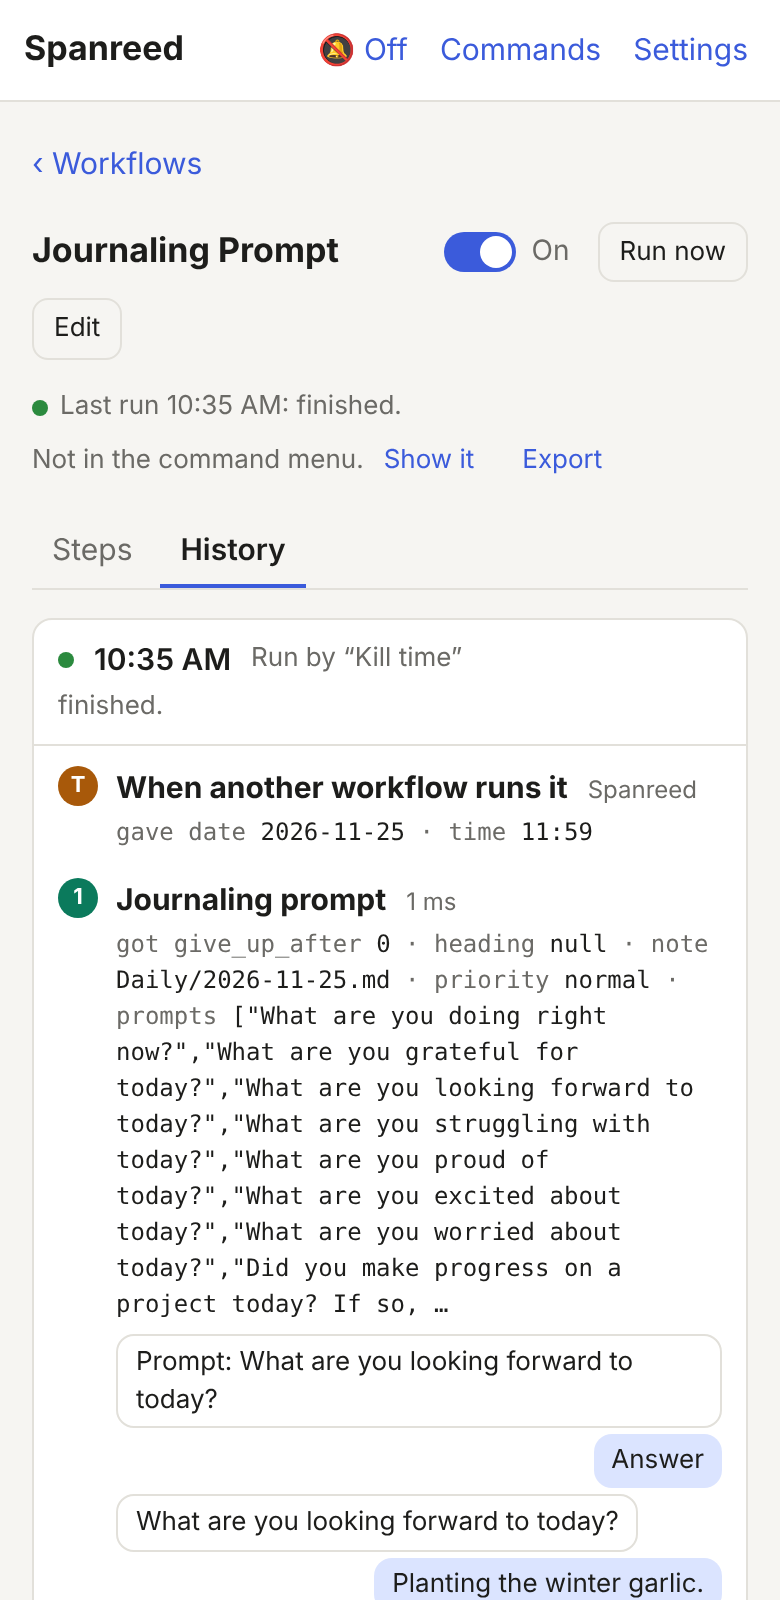 Spanreed
Off Commands Settings
‹ Workflows
Journaling Prompt
On
Run now
Edit
Last run 10:35 AM: finished.
Not in the command menu. Show it Export
Steps History
10:35 AM Run by “Kill time”
finished.
T When another workflow runs it Spanreed
gave date 2026-11-25 · time 11:59
1 Journaling prompt 1 ms
got give_up_after 0 · heading null · note
Daily/2026-11-25.md · priority normal ·
prompts ["What are you doing right
now?","What are you grateful for
today?","What are you looking forward to
today?","What are you struggling with
today?","What are you proud of
today?","What are you excited about
today?","What are you worried about
today?","Did you make progress on a
project today? If so, …
Prompt: What are you looking forward to
today?
Answer
What are you looking forward to today?
Planting the winter garlic.